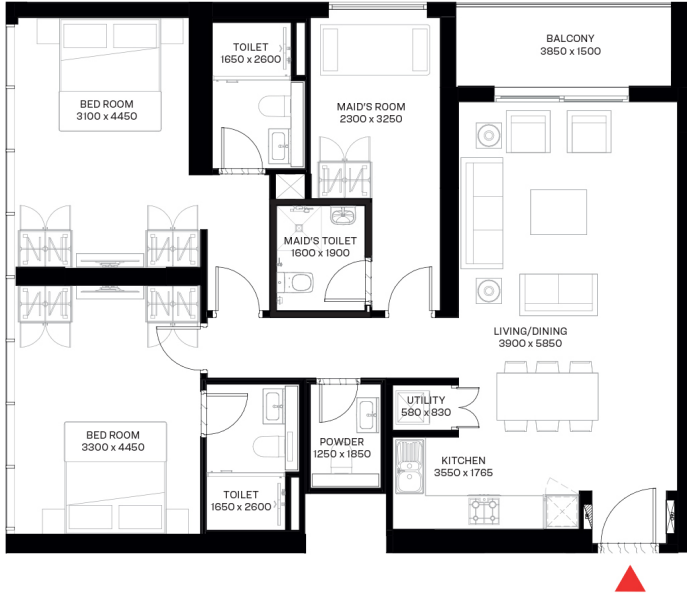 BALCONY
3850 x 1500
TOILET
1650 x 2600
BED ROOM
3100 x 4450
MAID'S ROOM
2300 x 3250
MAID'S TOILET
1600 x 1900
LIVING/DINING
3900 x 5850
UTILITY
580 x 830
BED ROOM
3300 x 4450
POWDER
1250 x 1850
KITCHEN
3550 x 1765
TOILET
1650 x 2600